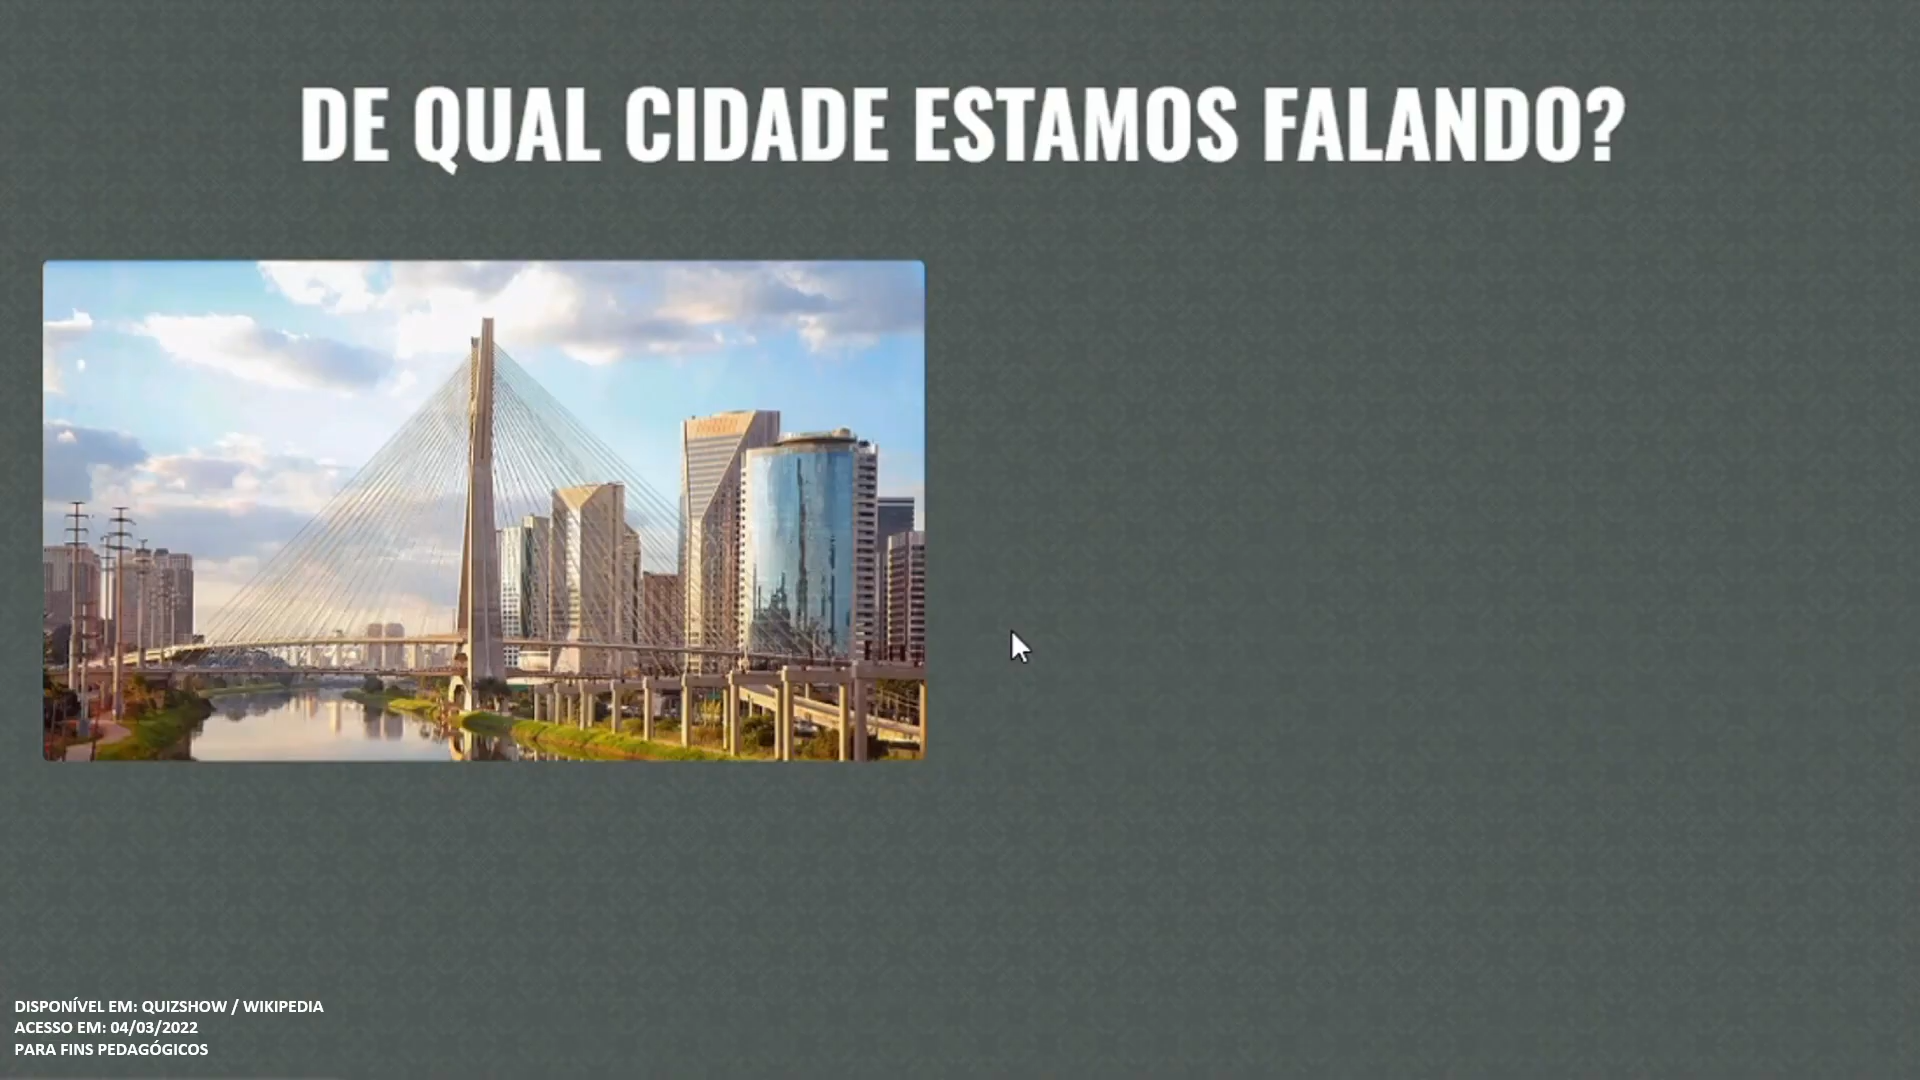 DE QUAL CIDADE ESTAMOS FALANDO?
DISPONÍVEL EM: QUIZSHOW / WIKIPEDIA
ACESSO EM: 04/03/2022
PARA FINS PEDAGÓGICOS